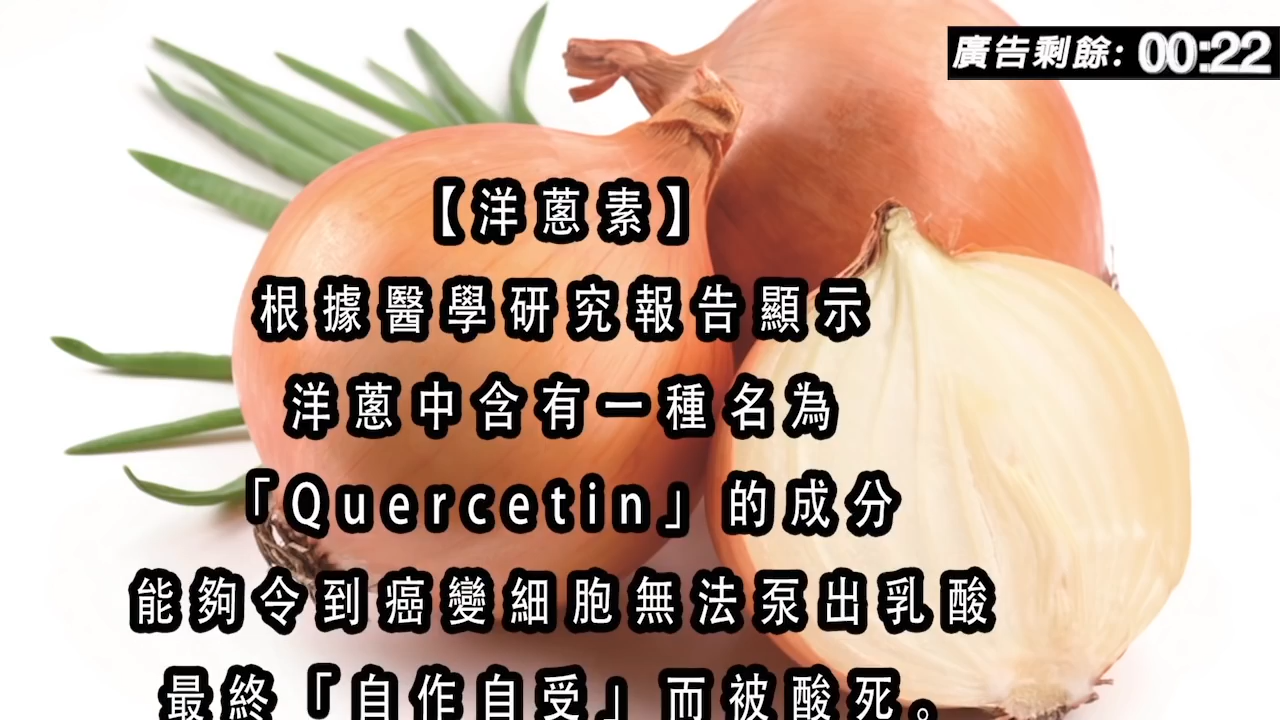 廣告剩餘: 00:22
【洋蔥素】
根據醫學研究報告顯示
洋蔥中含有一種名為
「Quercetin」的成分
能夠令到癌變細胞無法泵出乳酸
最終「自作自受」而被酸死。